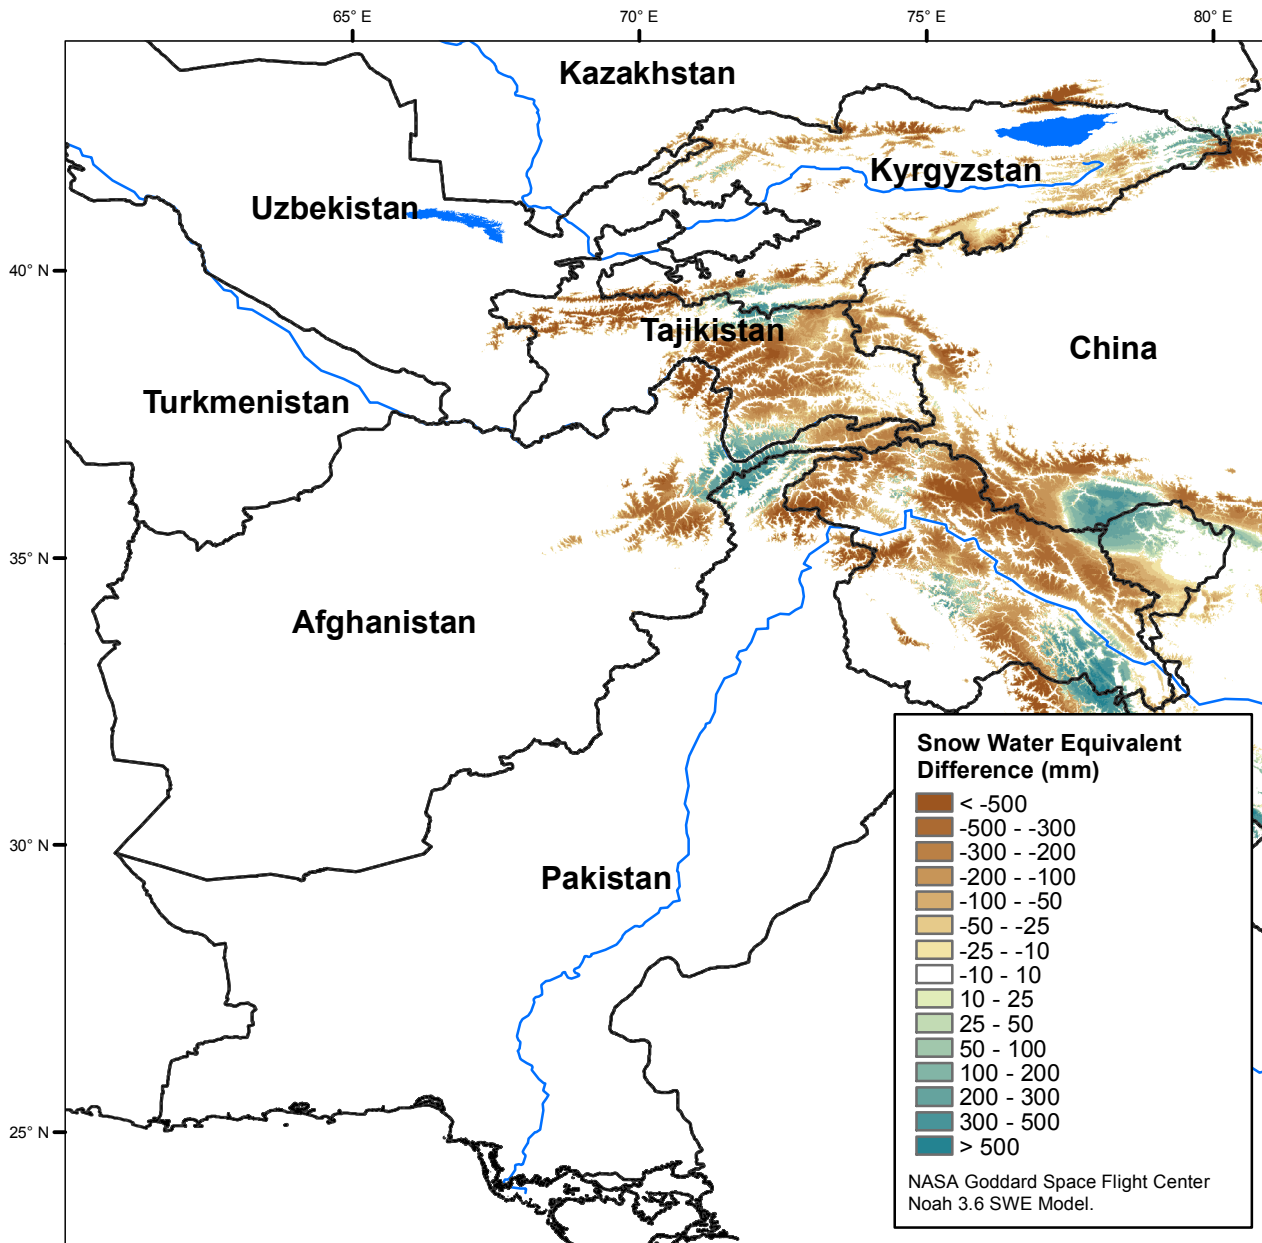 65° E
70° E
75° E
80° E
Kazakhstan
Kyrgyzstan
Uzbekistan
40° N
Tajikistan
China
Turkmenistan
35° N
Afghanistan
Snow Water Equivalent
Difference (mm)
< -500
-500 - -300
-300 - -200
-200 - -100
-100 - -50
-50 - -25
-25 - -10
-10 - 10
10 - 25
25 - 50
50 - 100
100 - 200
200 - 300
300 - 500
> 500
30° N
Pakistan
25° N
NASA Goddard Space Flight Center
Noah 3.6 SWE Model.